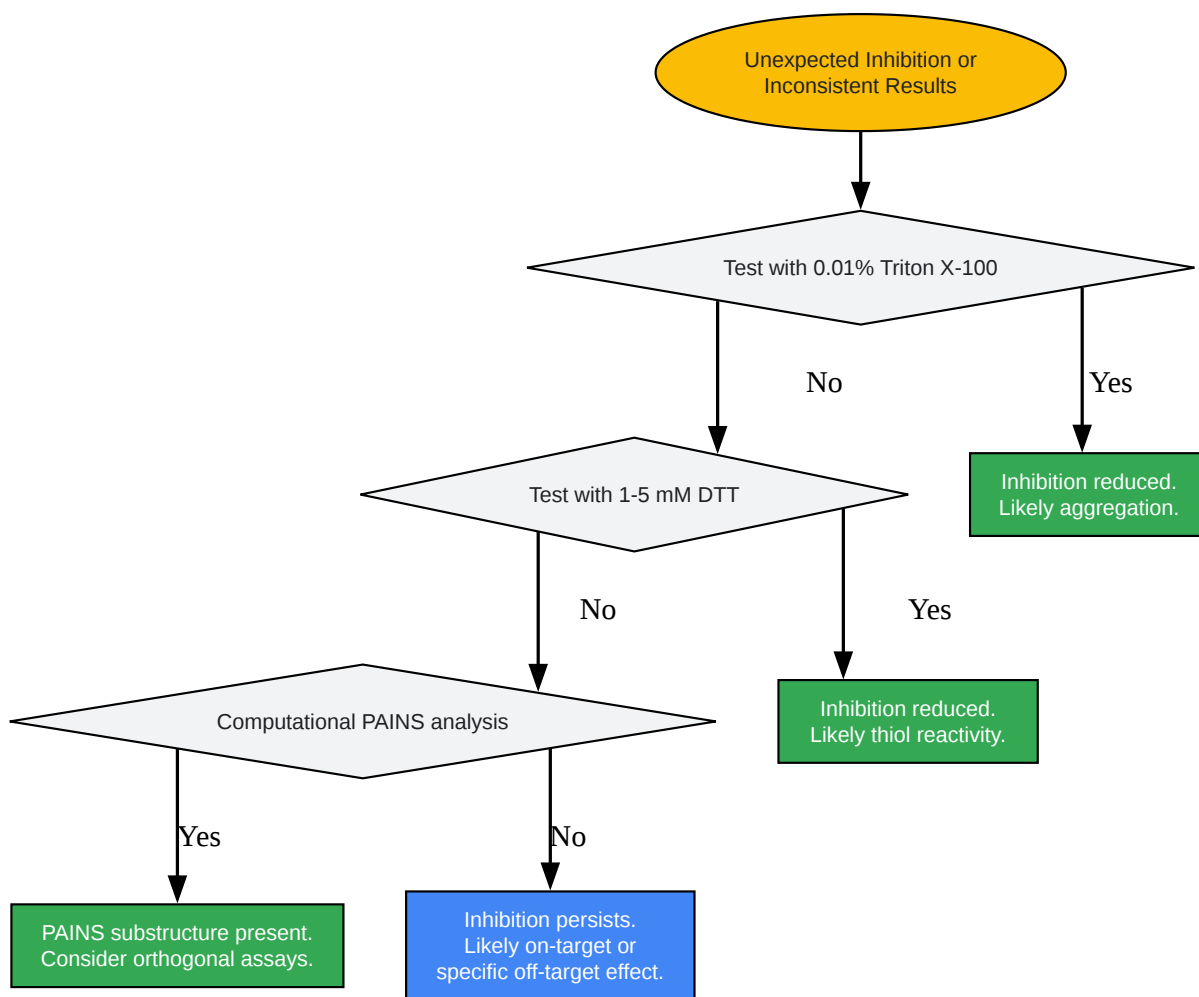 Unexpected Inhibition or
Inconsistent Results
Test with 0.01% Triton X-100
No
Yes
Test with 1-5 mM DTT
Inhibition reduced.
Likely aggregation.
No
Yes
Computational PAINS analysis
Inhibition reduced.
Likely thiol reactivity.
Yes
No
PAINS substructure present.
Consider orthogonal assays.
Inhibition persists.
Likely on-target or
specific off-target effect.